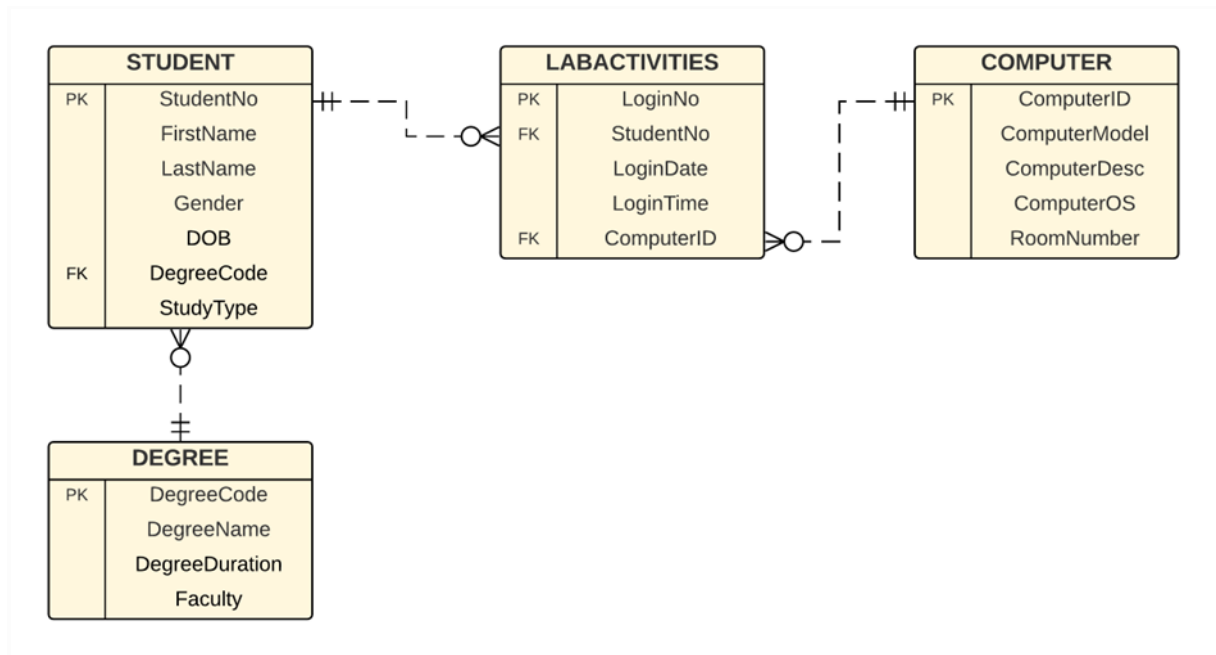 STUDENT
PK StudentNo
FirstName
LastName
Gender
DOB
FK DegreeCode
StudyType
LABACTIVITIES
PK LoginNo
FK StudentNo
LoginDate
LoginTime
FK ComputerID
COMPUTER
PK ComputerID
ComputerModel
ComputerDesc
ComputerOS
RoomNumber
DEGREE
PK DegreeCode
DegreeName
DegreeDuration
Faculty